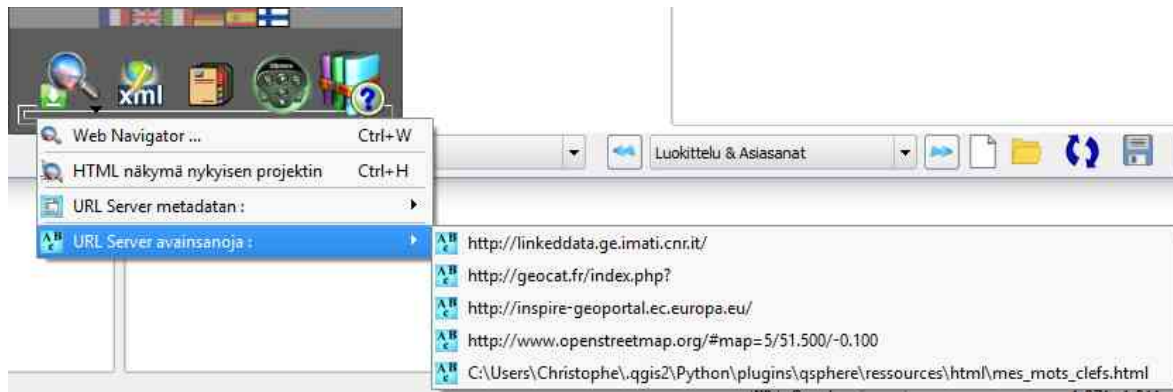 xml
Web Navigator ... Ctrl+W
Luokittelu & Asiasanat
HTML näkymä nykyisen projektin Ctrl+H
URL Server metadatan :
URL Server avainsanoja :
http://linkeddata.ge.imati.cnr.it/
http://geocat.fr/index.php?
http://inspire-geoportal.ec.europa.eu/
http://www.openstreetmap.org/#map=5/51.500/-0.100
C:\Users\Christophe\.qgis2\Python\plugins\qsphere\ressources\html\mes_mots_clefs.html